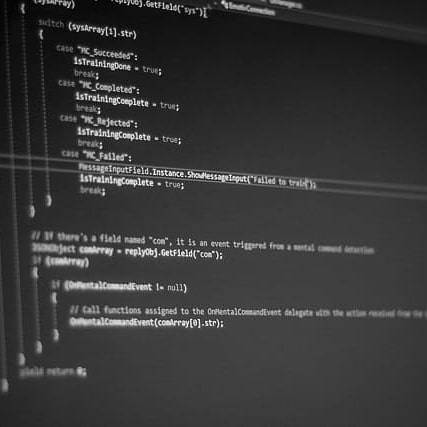 sysArray)
replyObj.GetField("sys")
{
switch (sysArray[i].str)
{
case "MC_Succeeded":
isTrainingDone = true;
break;
case "MC_Completed":
isTrainingComplete = true;
break;
case "MC_Rejected":
isTrainingComplete = true;
break;
case "MC_Failed":
MessageInputField.Instance.ShowMessageInput("Failed to train");
isTrainingComplete = true;
break;
}
}
// If there's a field named "com", it is an event triggered from a mental command detection
JSONObject comArray = replyObj.GetField("com");
if (comArray)
{
if (OnMentalCommandEvent != null)
{
// Call functions assigned to the OnMentalCommandEvent delegate with the action received from the
OnMentalCommandEvent(comArray[0].str);
}
}
}
yield return 0;
}